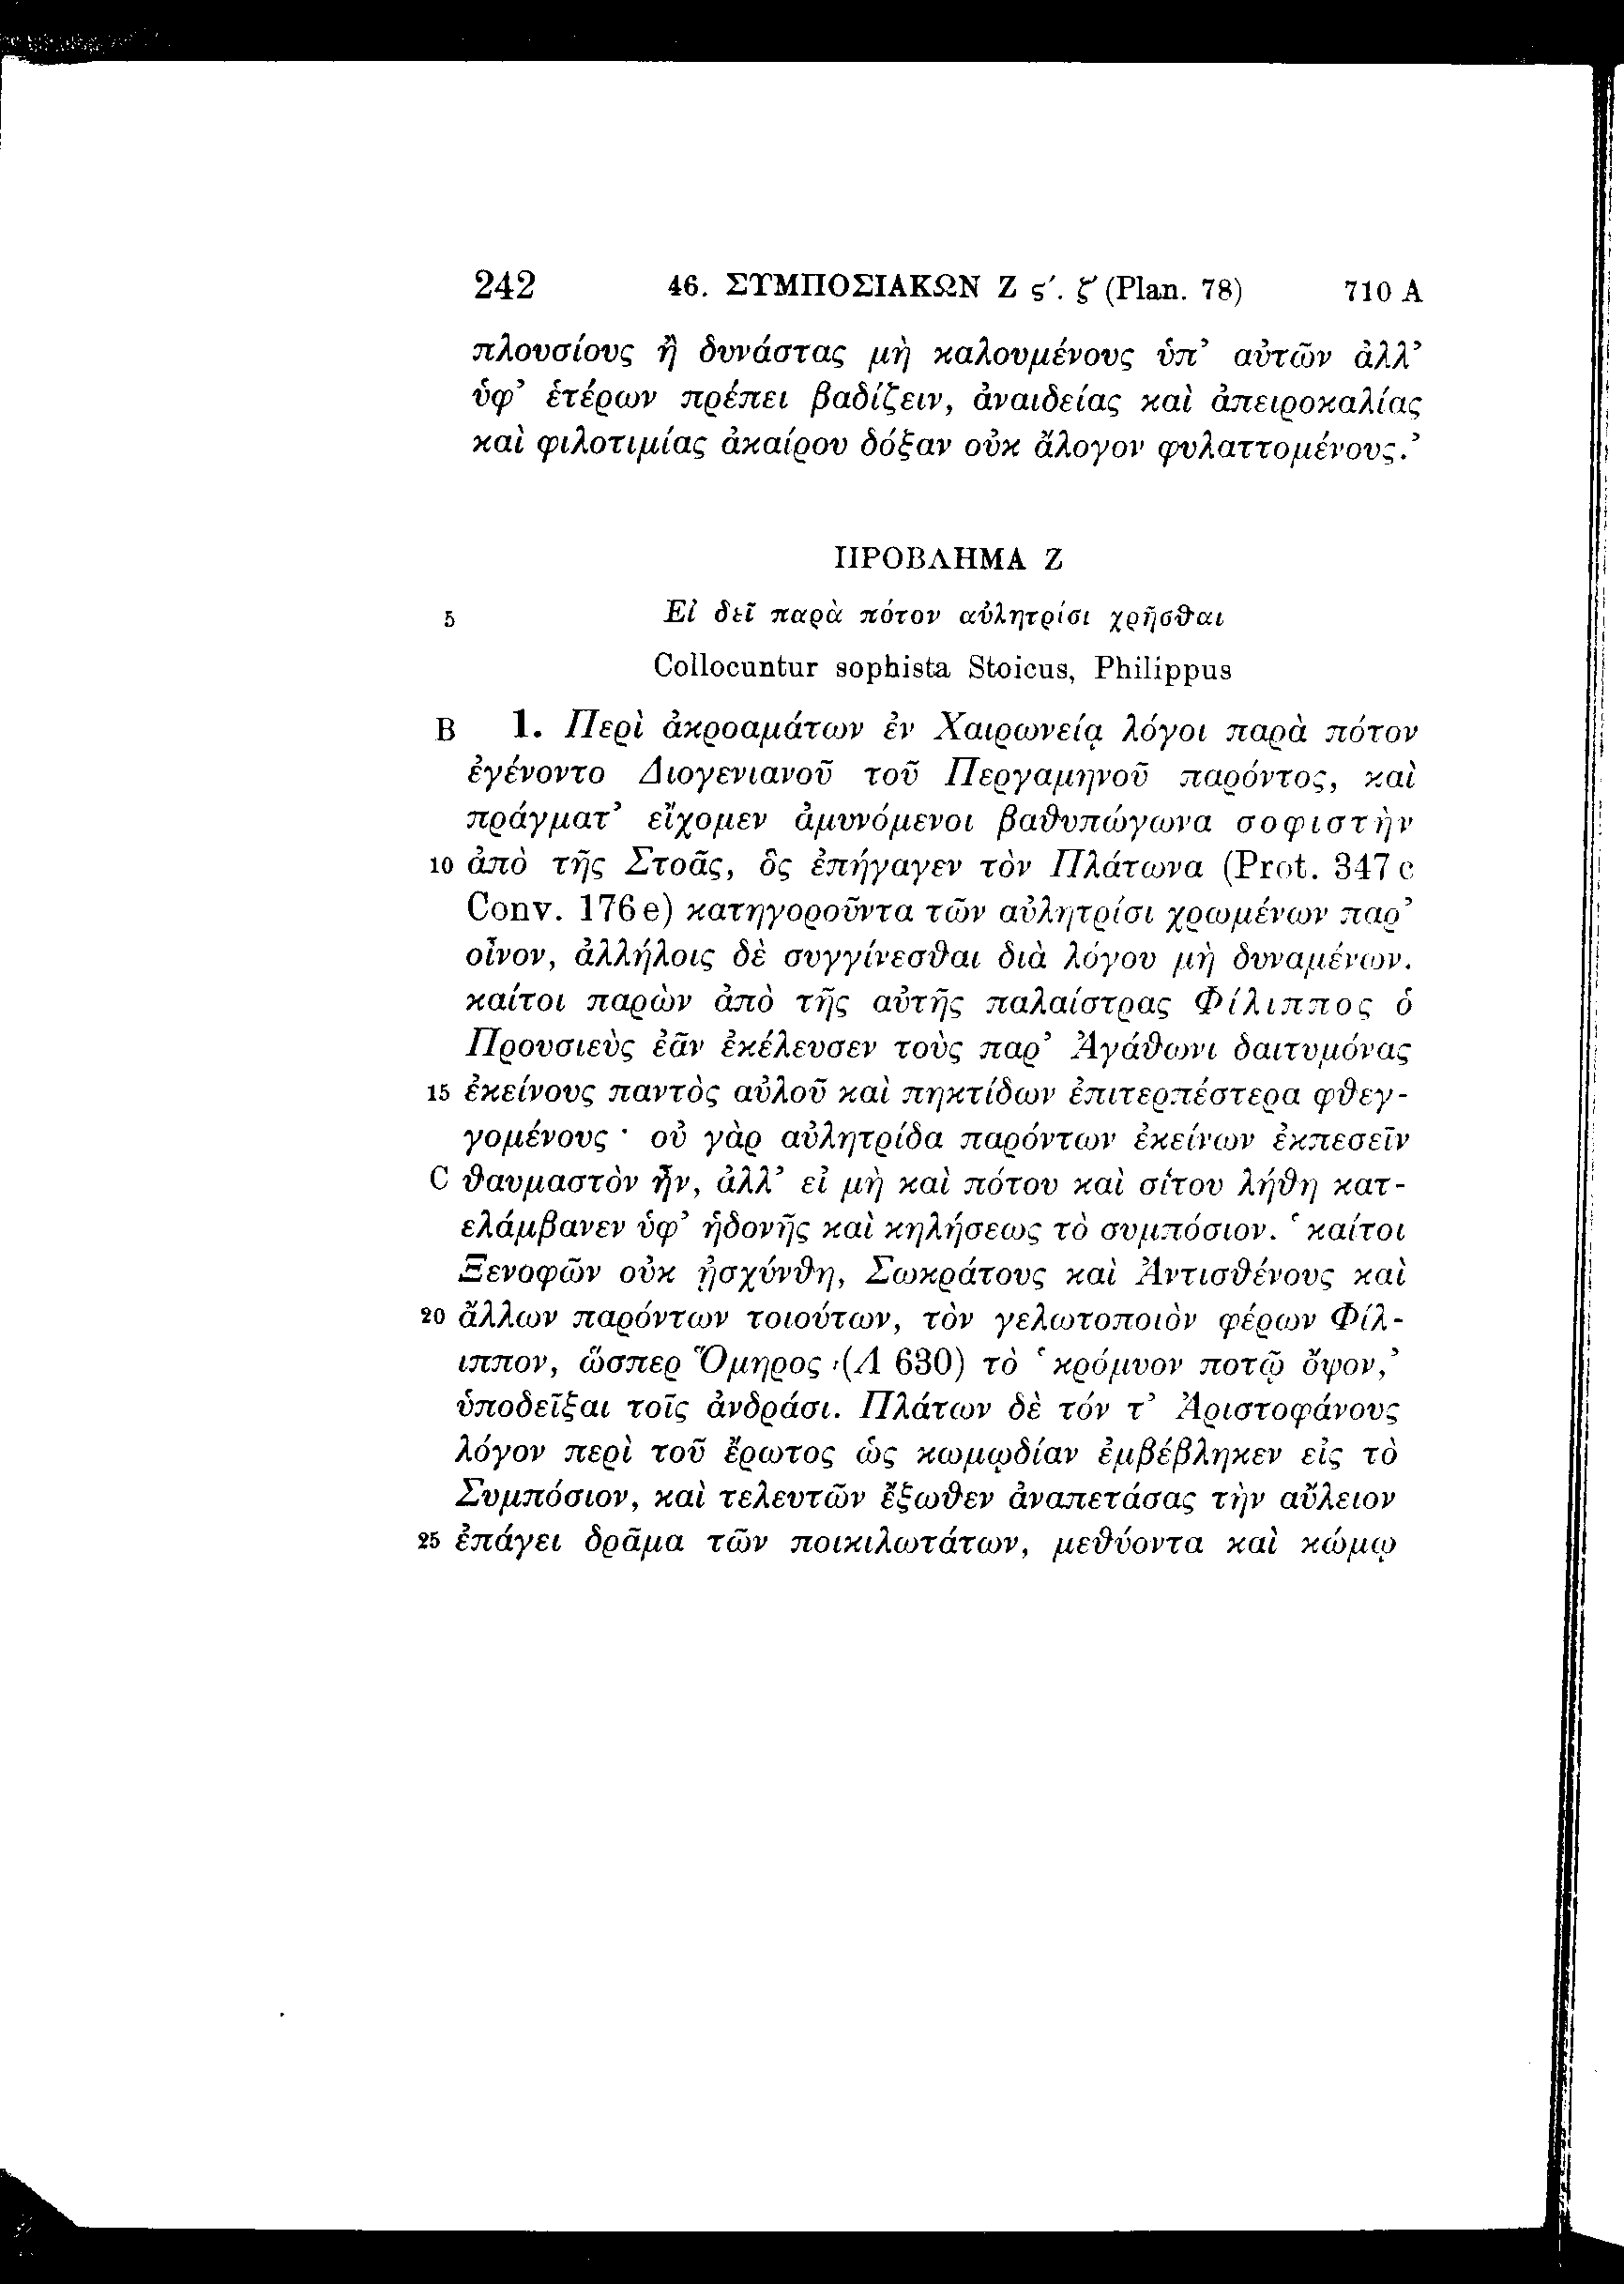 242 46. ΣΥΜΠΟΣΙΑΚΩΝ Ζ ϛʹ. ζʹ (Plan. 78) 710 A
πλουσίους ἢ δυνάστας μὴ καλουμένους ὑπ’ αὐτῶν ἀλλ’
ὑφ’ ἑτέρων πρέπει βαδίζειν, ἀναιδείας καὶ ἀπειροκαλίας
καὶ φιλοτιμίας ἀκαίρου δόξαν οὐκ ἄλογον φυλαττομένους.’
ΠΡΟΒΛΗΜΑ Ζ
5 Εἰ δεῖ παρὰ πότον αὐλητρίσι χρῆσθαι
Collocuntur sophista Stoicus, Philippus
B 1. Περὶ ἀκροαμάτων ἐν Χαιρωνείᾳ λόγοι παρὰ πότον
ἐγένοντο Διογενιανοῦ τοῦ Περγαμηνοῦ παρόντος, καὶ
πράγματ’ εἴχομεν ἀμυνόμενοι βαθυπώγωνα σοφιστὴν
10 ἀπὸ τῆς Στοᾶς, ὃς ἐπήγαγεν τὸν Πλάτωνα (Prot. 347 c
Conv. 176 e) κατηγοροῦντα τῶν αὐλητρίσι χρωμένων παρ’
οἶνον, ἀλλήλοις δὲ συγγίνεσθαι διὰ λόγου μὴ δυναμένων.
καίτοι παρὼν ἀπὸ τῆς αὐτῆς παλαίστρας Φίλιππος ὁ
Προυσιεὺς ἐᾶν ἐκέλευσεν τοὺς παρ’ Ἀγάθωνι δαιτυμόνας
15 ἐκείνους παντὸς αὐλοῦ καὶ πηκτίδων ἐπιτερπέστερα φθεγ-
γομένους · οὐ γὰρ αὐλητρίδα παρόντων ἐκείνων ἐκπεσεῖν
C θαυμαστὸν ἦν, ἀλλ’ εἰ μὴ καὶ πότου καὶ σίτου λήθη κατ-
ελάμβανεν ὑφ’ ἡδονῆς καὶ κηλήσεως τὸ συμπόσιον. ‘καίτοι
Ξενοφῶν οὐκ ᾐσχύνθη, Σωκράτους καὶ Ἀντισθένους καὶ
20 ἄλλων παρόντων τοιούτων, τὸν γελωτοποιὸν φέρων Φίλ-
ιππον, ὥσπερ Ὅμηρος (Λ 630) τὸ ‘κρόμυον ποτῷ ὄψον,’
ὑποδεῖξαι τοῖς ἀνδράσι. Πλάτων δὲ τόν τ’ Ἀριστοφάνους
λόγον περὶ τοῦ ἔρωτος ὡς κωμῳδίαν ἐμβέβληκεν εἰς τὸ
Συμπόσιον, καὶ τελευτῶν ἔξωθεν ἀναπετάσας τὴν αὔλειον
25 ἐπάγει δρᾶμα τῶν ποικιλωτάτων, μεθύοντα καὶ κώμῳ